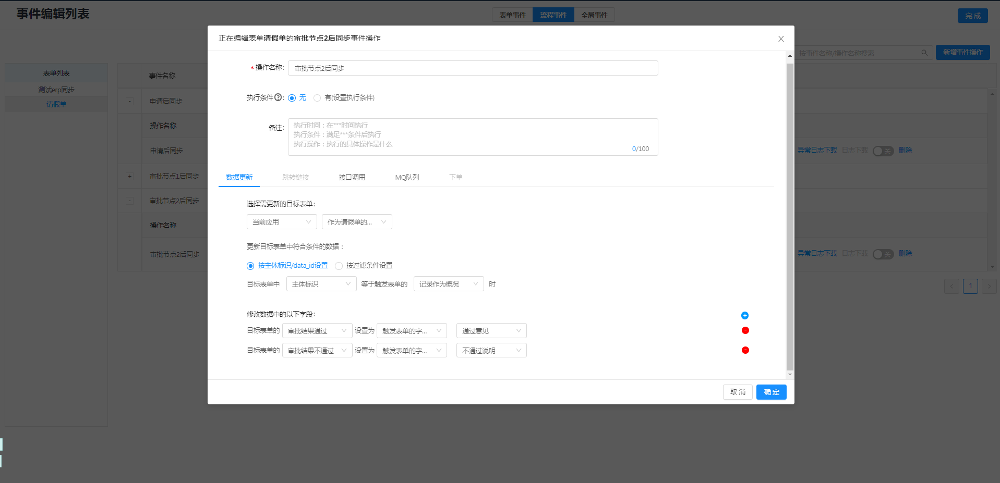 事件编辑列表
表单事件 流程事件 全局事件
完 成
正在编辑表单请假单的审批节点2后同步事件操作
按事件名称/操作名称搜索
新增事件操作
表单列表
测试erp同步
请假单
事件名称
- 申请后同步
操作名称
申请后同步
异常日志下载 日志下载 关 删除
+ 审批节点1后同步
- 审批节点2后同步
操作名称
审批节点2后同步
异常日志下载 日志下载 关 删除
< 1 >
* 操作名称: 审批节点2后同步
执行条件?: 无 有(设置执行条件)
备注: 执行时间：在***时间执行
执行条件：满足***条件后执行
执行操作：执行的具体操作是什么
0/100
数据更新 跳转链接 接口调用 MQ队列 下单
选择需更新的目标表单:
当前应用 作为请假单的...
更新目标表单中符合条件的数据：
按主体标识/data_id设置 按过滤条件设置
目标表单中 主体标识 等于触发表单的 记录作为概况 时
修改数据中的以下字段:
目标表单的 审批结果通过 设置为 触发表单的字... 通过意见
目标表单的 审批结果不通过 设置为 触发表单的字... 不通过说明
取 消 确 定